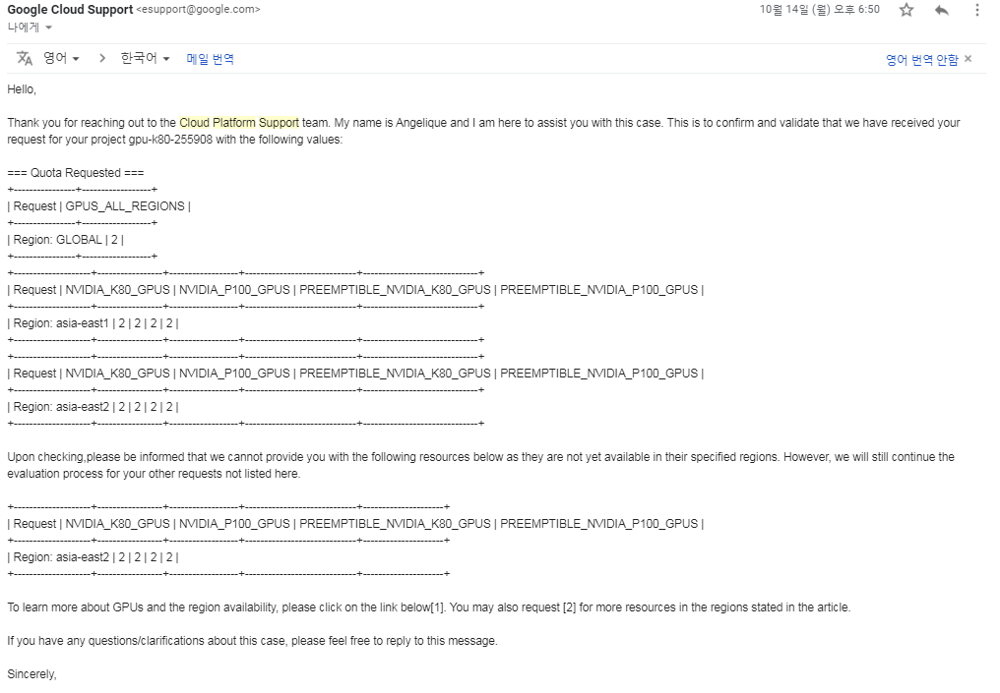 Google Cloud Support <esupport@google.com>
10월 14일 (월) 오후 6:50
나에게
영어 > 한국어 메일 번역
영어 번역 안함 ×
Hello,
Thank you for reaching out to the Cloud Platform Support team. My name is Angelique and I am here to assist you with this case. This is to confirm and validate that we have received your
request for your project gpu-k80-255908 with the following values:
=== Quota Requested ===
+----------------+------------------+
| Request | GPUS_ALL_REGIONS |
+----------------+------------------+
| Region: GLOBAL | 2 |
+----------------+------------------+
+--------------------+-----------------+------------------+-----------------------------+------------------------------+
| Request | NVIDIA_K80_GPUS | NVIDIA_P100_GPUS | PREEMPTIBLE_NVIDIA_K80_GPUS | PREEMPTIBLE_NVIDIA_P100_GPUS |
+--------------------+-----------------+------------------+-----------------------------+------------------------------+
| Region: asia-east1 | 2 | 2 | 2 | 2 |
+--------------------+-----------------+------------------+-----------------------------+------------------------------+
+--------------------+-----------------+------------------+-----------------------------+------------------------------+
| Request | NVIDIA_K80_GPUS | NVIDIA_P100_GPUS | PREEMPTIBLE_NVIDIA_K80_GPUS | PREEMPTIBLE_NVIDIA_P100_GPUS |
+--------------------+-----------------+------------------+-----------------------------+------------------------------+
| Region: asia-east2 | 2 | 2 | 2 | 2 |
+--------------------+-----------------+------------------+-----------------------------+------------------------------+
Upon checking,please be informed that we cannot provide you with the following resources below as they are not yet available in their specified regions. However, we will still continue the
evaluation process for your other requests not listed here.
+--------------------+-----------------+------------------+-----------------------------+---------------------+
| Request | NVIDIA_K80_GPUS | NVIDIA_P100_GPUS | PREEMPTIBLE_NVIDIA_K80_GPUS | PREEMPTIBLE_NVIDIA_P100_GPUS |
+--------------------+-----------------+------------------+-----------------------------+---------------------+
| Region: asia-east2 | 2 | 2 | 2 | 2 |
+--------------------+-----------------+------------------+-----------------------------+---------------------+
To learn more about GPUs and the region availability, please click on the link below[1]. You may also request [2] for more resources in the regions stated in the article.
If you have any questions/clarifications about this case, please feel free to reply to this message.
Sincerely,